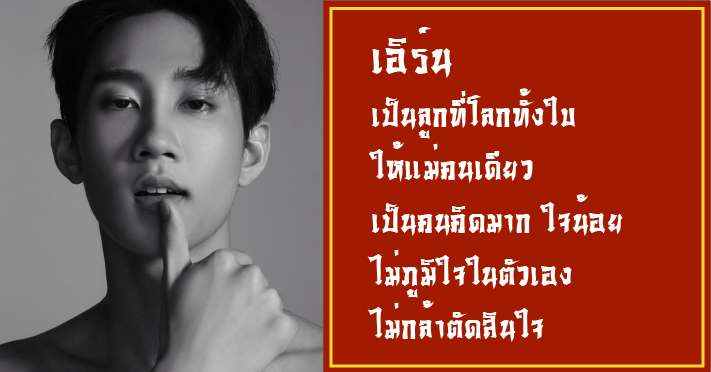 เอิร์น
เป็นลูกที่โลกทั้งใบ
ให้แม่คนเดียว
เป็นคนคิดมาก ใจน้อย
ไม่ภูมิใจในตัวเอง
ไม่กล้าตัดสินใจ